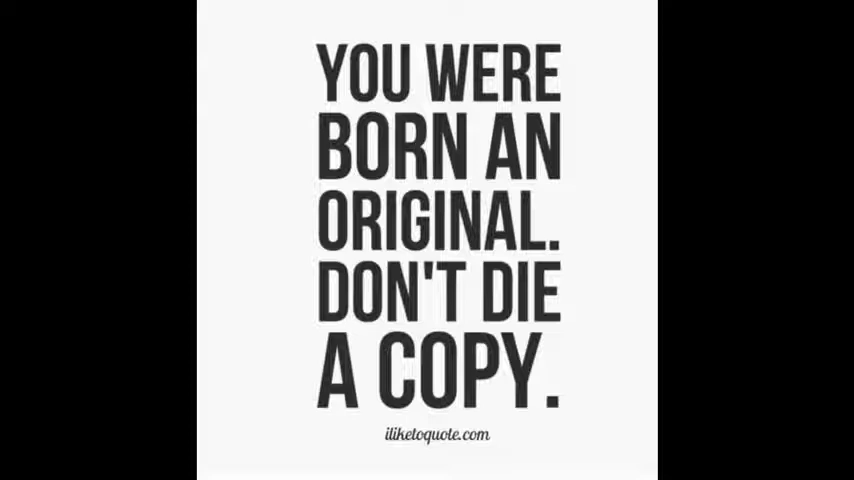 YOU WERE
BORN AN
ORIGINAL.
DON'T DIE
A COPY.
iliketoquote.com